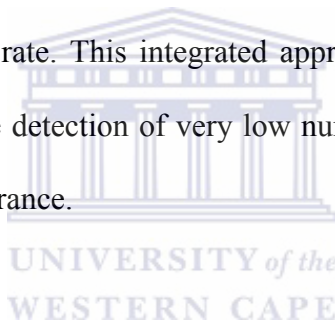 rate. This integrated appr
detection of very low nu
rance.
UNIVERSITY of the
WESTERN CAPE